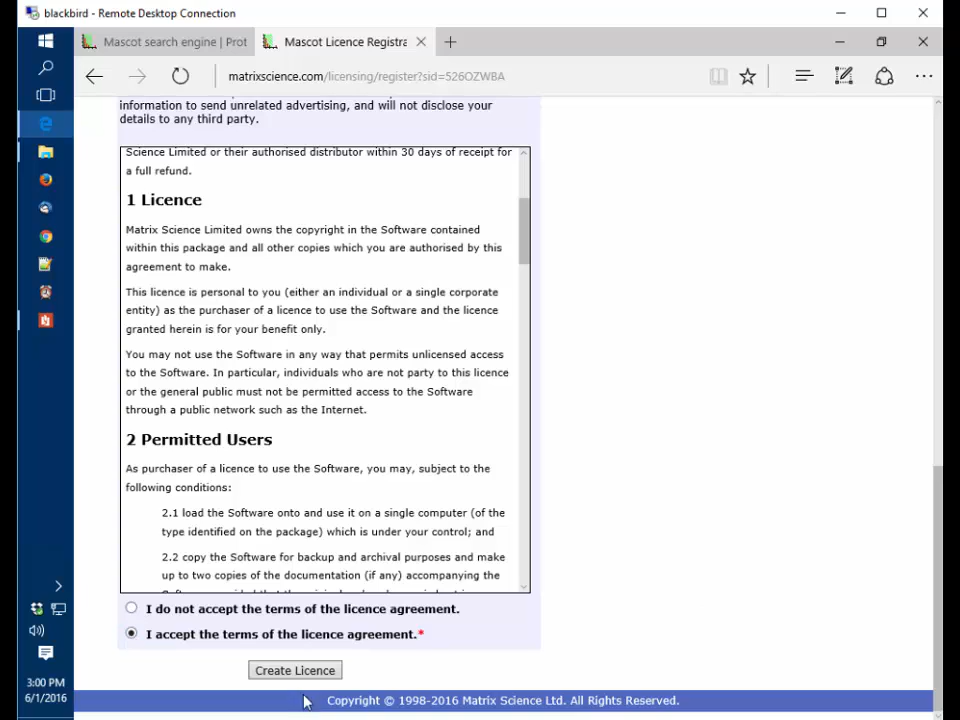 blackbird - Remote Desktop Connection
Mascot search engine | Prot
Mascot Licence Registra
matrixscience.com/licensing/register?sid=526OZWBA
information to send unrelated advertising, and will not disclose your
details to any third party.
Science Limited or their authorised distributor within 30 days of receipt for
a full refund.
1 Licence
Matrix Science Limited owns the copyright in the Software contained
within this package and all other copies which you are authorised by this
agreement to make.
This licence is personal to you (either an individual or a single corporate
entity) as the purchaser of a licence to use the Software and the licence
granted herein is for your benefit only.
You may not use the Software in any way that permits unlicensed access
to the Software. In particular, individuals who are not party to this licence
or the general public must not be permitted access to the Software
through a public network such as the Internet.
2 Permitted Users
As purchaser of a licence to use the Software, you may, subject to the
following conditions:
2.1 load the Software onto and use it on a single computer (of the
type identified on the package) which is under your control; and
2.2 copy the Software for backup and archival purposes and make
up to two copies of the documentation (if any) accompanying the
I do not accept the terms of the licence agreement.
I accept the terms of the licence agreement.*
Create Licence
3:00 PM
6/1/2016
Copyright © 1998-2016 Matrix Science Ltd. All Rights Reserved.